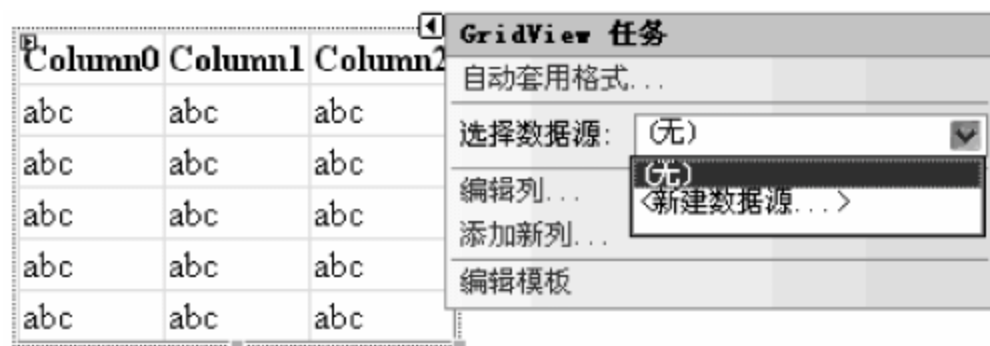 Column0 Column1 Column2
abc abc abc
abc abc abc
abc abc abc
abc abc abc
abc abc abc
GridView 任务
自动套用格式...
选择数据源: (无)
(无)
<新建数据源...>
编辑列...
添加新列...
编辑模板